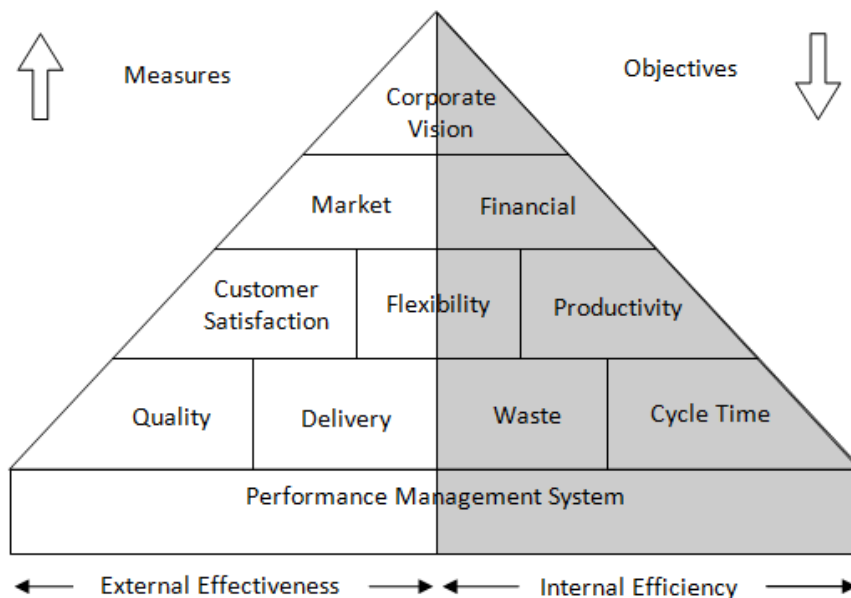 Measures
Objectives
Corporate
Vision
Market
Financial
Customer
Satisfaction
Flexibility
Productivity
Quality
Delivery
Waste
Cycle Time
Performance Management System
External Effectiveness
Internal Efficiency